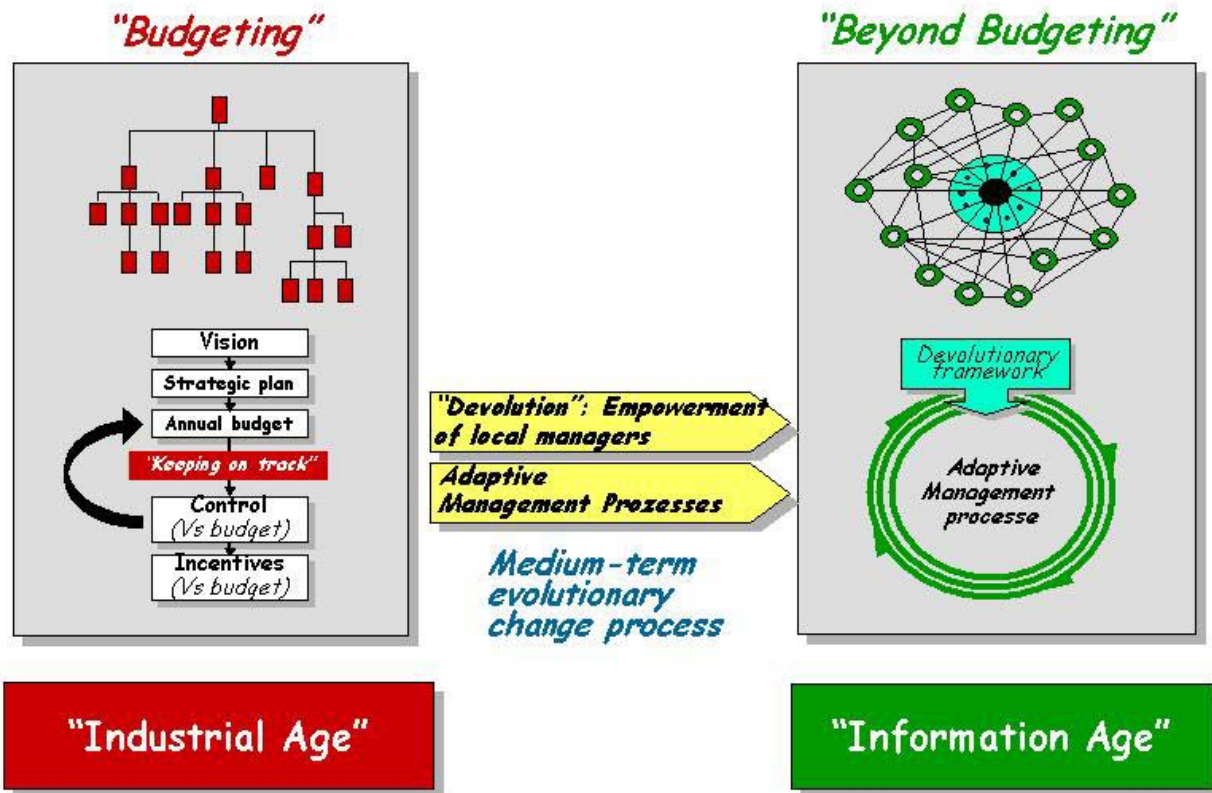 "Budgeting"
"Beyond Budgeting"
Vision
Strategic plan
Annual budget
"Keeping on track"
Control
(Vs budget)
Incentives
(Vs budget)
"Devolution": Empowerment
of local managers
Adaptive
Management Prozesses
Medium-term
evolutionary
change process
Devolutionary
framework
Adaptive
Management
processe
"Industrial Age"
"Information Age"